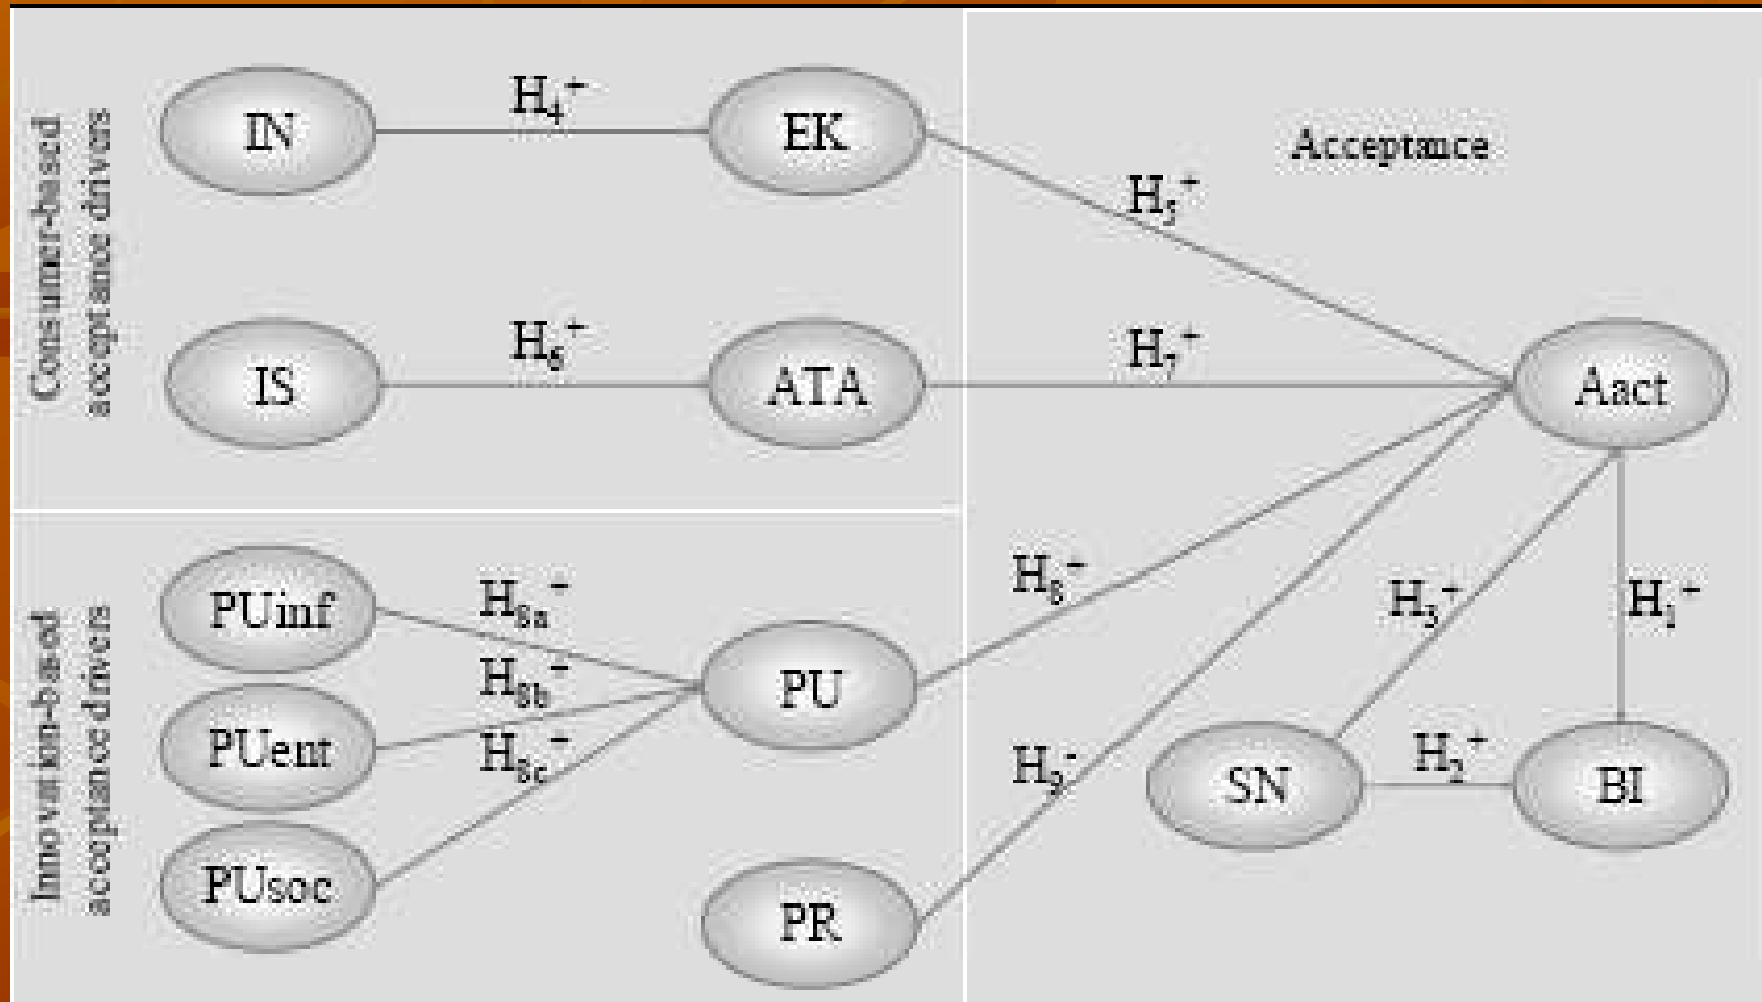 Consumer-based
acceptance drivers
IN
H4+
EK
IS
H6+
ATA
Acceptance
H5+
H7+
Aact
Innovation-based
acceptance drivers
PUinf
H8a+
PUent
H8b+
PUsoc
H8c+
PU
H8+
PR
H9-
H3+
H1+
SN
H2+
BI